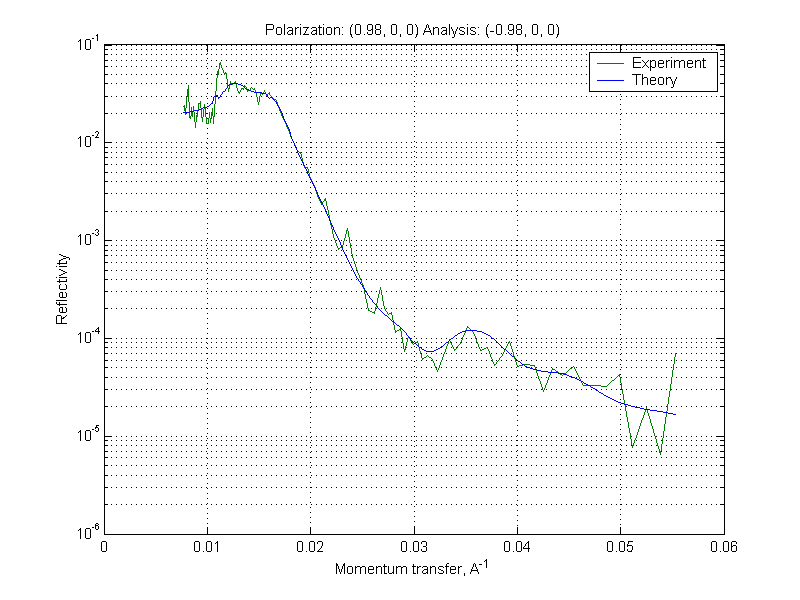 Polarization: (0.98, 0, 0) Analysis: (-0.98, 0, 0)
10^-1
Experiment
Theory
10^-2
10^-3
Reflectivity
10^-4
10^-5
10^-6
0 0.01 0.02 0.03 0.04 0.05 0.06
Momentum transfer, A^-1